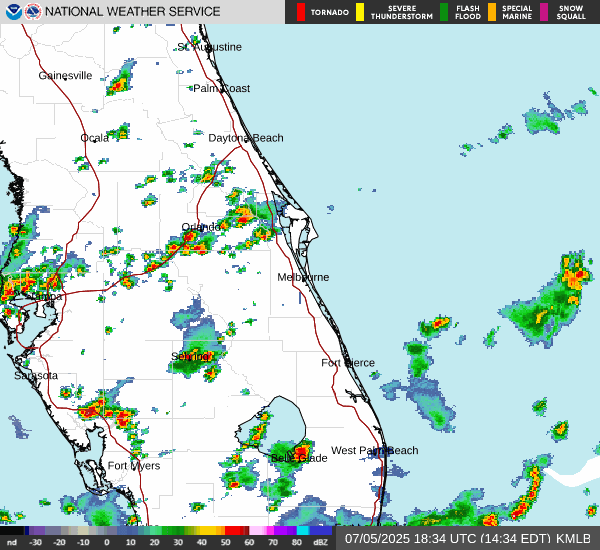 NATIONAL WEATHER SERVICE
TORNADO
SEVERE THUNDERSTORM
FLASH FLOOD
SPECIAL MARINE
SNOW SQUALL
St. Augustine
Gainesville
Palm Coast
Ocala
Daytona Beach
Orlando
Melbourne
Tampa
Sebring
Fort Pierce
Sarasota
West Palm Beach
Belle Glade
Fort Myers
nd -30 -20 -10 0 10 20 30 40 50 60 70 80 dBZ
07/05/2025 18:34 UTC (14:34 EDT) KMLB